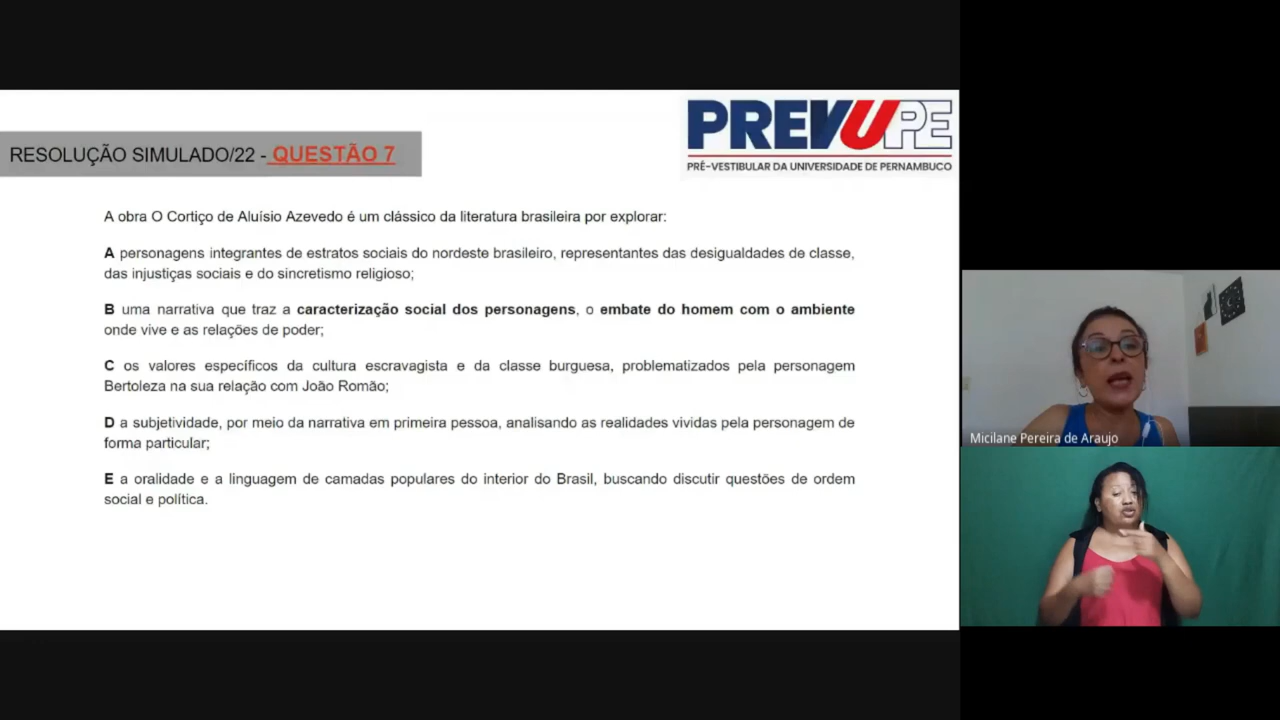 PREVUPE
PRÉ-VESTIBULAR DA UNIVERSIDADE DE PERNAMBUCO
RESOLUÇÃO SIMULADO/22 - QUESTÃO 7
A obra O Cortiço de Aluísio Azevedo é um clássico da literatura brasileira por explorar:
A personagens integrantes de estratos sociais do nordeste brasileiro, representantes das desigualdades de classe,
das injustiças sociais e do sincretismo religioso;
B uma narrativa que traz a caracterização social dos personagens, o embate do homem com o ambiente
onde vive e as relações de poder;
C os valores específicos da cultura escravagista e da classe burguesa, problematizados pela personagem
Bertoleza na sua relação com João Romão;
D a subjetividade, por meio da narrativa em primeira pessoa, analisando as realidades vividas pela personagem de
forma particular;
E a oralidade e a linguagem de camadas populares do interior do Brasil, buscando discutir questões de ordem
social e política.
Micilane Pereira de Araujo